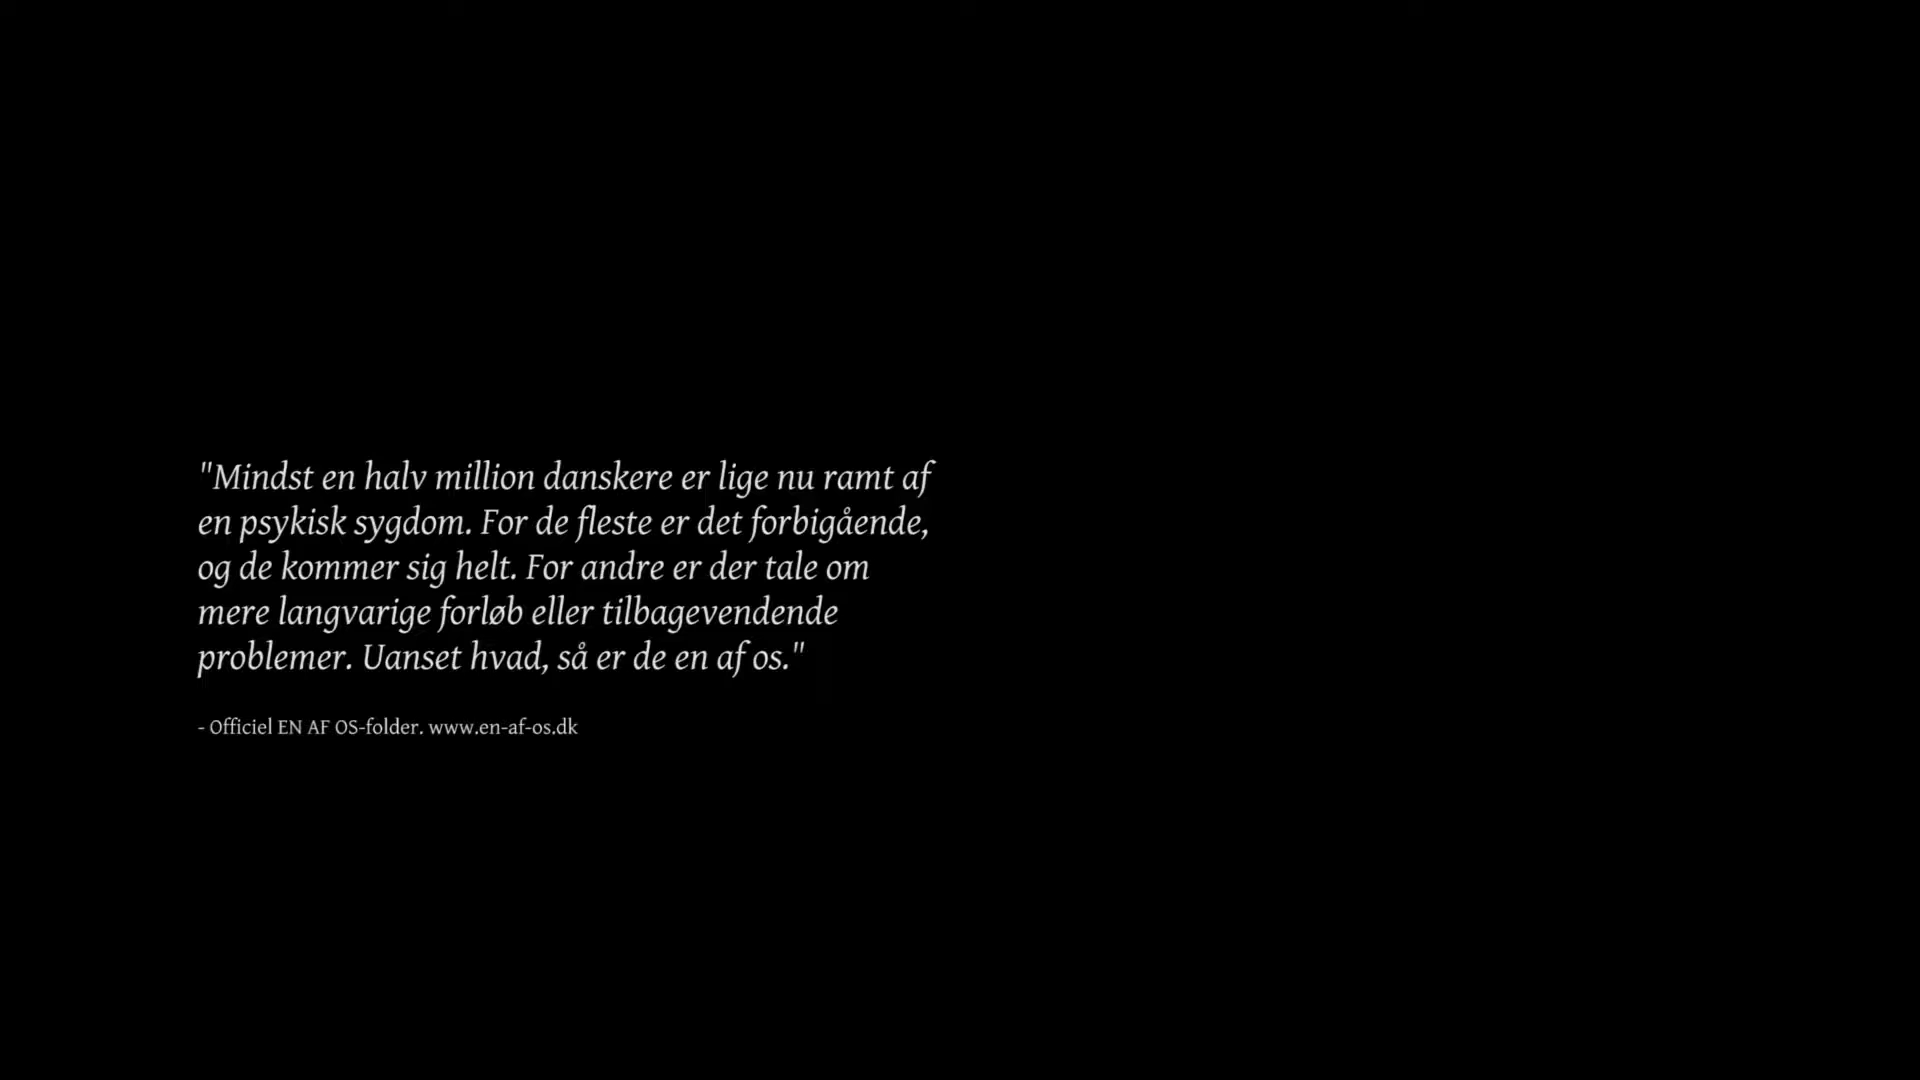 "Mindst en halv million danskere er lige nu ramt af
en psykisk sygdom. For de fleste er det forbigående,
og de kommer sig helt. For andre er der tale om
mere langvarige forløb eller tilbagevendende
problemer. Uanset hvad, så er de en af os."
- Officiel EN AF OS-folder. www.en-af-os.dk